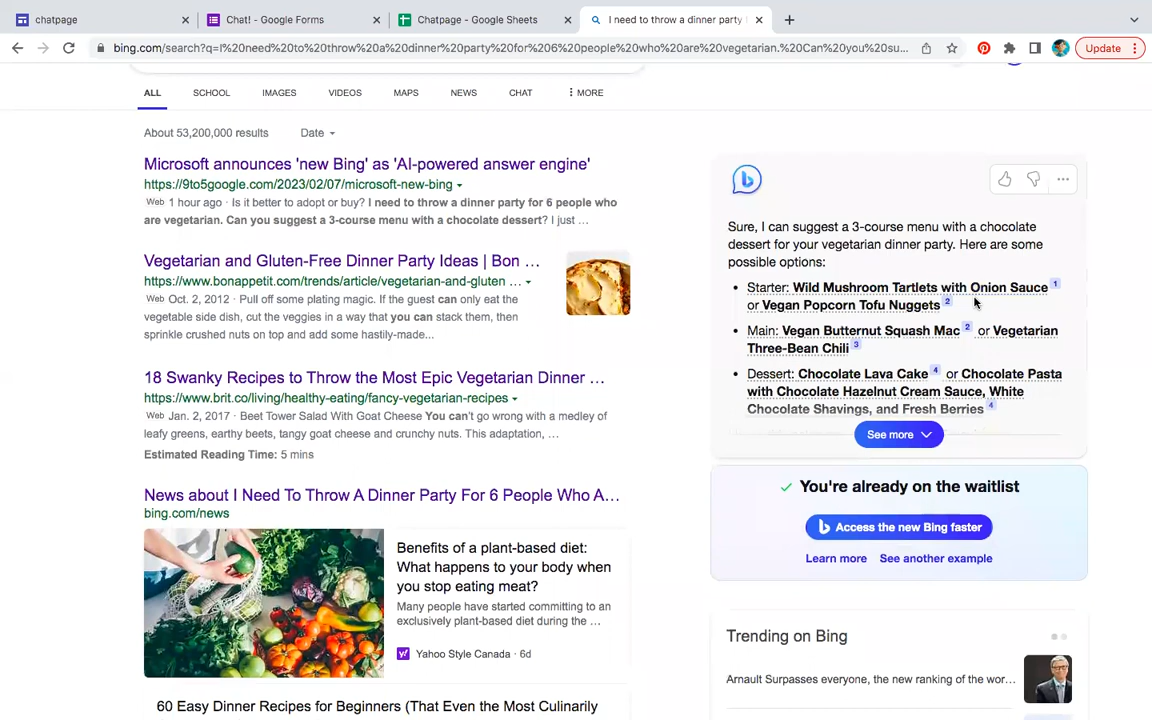 chatpage
Chat! - Google Forms
Chatpage - Google Sheets
I need to throw a dinner party
bing.com/search?q=I%20need%20to%20throw%20a%20dinner%20party%20for%206%20people%20who%20are%20vegetarian.%20Can%20you%20su...
Update
ALL
SCHOOL
IMAGES
VIDEOS
MAPS
NEWS
CHAT
MORE
About 53,200,000 results
Date
Microsoft announces 'new Bing' as 'AI-powered answer engine'
https://9to5google.com/2023/02/07/microsoft-new-bing
Web 1 hour ago · Is it better to adopt or buy? I need to throw a dinner party for 6 people who
are vegetarian. Can you suggest a 3-course menu with a chocolate dessert? I just ...
Vegetarian and Gluten-Free Dinner Party Ideas | Bon ...
https://www.bonappetit.com/trends/article/vegetarian-and-gluten ...
Web Oct. 2, 2012 · Pull off some plating magic. If the guest can only eat the
vegetable side dish, cut the veggies in a way that you can stack them, then
sprinkle crushed nuts on top and add some hastily-made...
18 Swanky Recipes to Throw the Most Epic Vegetarian Dinner ...
https://www.brit.co/living/healthy-eating/fancy-vegetarian-recipes
Web Jan. 2, 2017 · Beet Tower Salad With Goat Cheese You can't go wrong with a medley of
leafy greens, earthy beets, tangy goat cheese and crunchy nuts. This adaptation, ...
Estimated Reading Time: 5 mins
News about I Need To Throw A Dinner Party For 6 People Who A...
bing.com/news
Benefits of a plant-based diet:
What happens to your body when
you stop eating meat?
Many people have started committing to an
exclusively plant-based diet during the ...
Yahoo Style Canada · 6d
60 Easy Dinner Recipes for Beginners (That Even the Most Culinarily
Sure, I can suggest a 3-course menu with a chocolate
dessert for your vegetarian dinner party. Here are some
possible options:
• Starter: Wild Mushroom Tartlets with Onion Sauce 1
or Vegan Popcorn Tofu Nuggets 2
• Main: Vegan Butternut Squash Mac 2 or Vegetarian
Three-Bean Chili 3
• Dessert: Chocolate Lava Cake 4 or Chocolate Pasta
with Chocolate Hazelnut Cream Sauce, White
Chocolate Shavings, and Fresh Berries 4
See more
You're already on the waitlist
Access the new Bing faster
Learn more
See another example
Trending on Bing
Arnault Surpasses everyone, the new ranking of the wor...